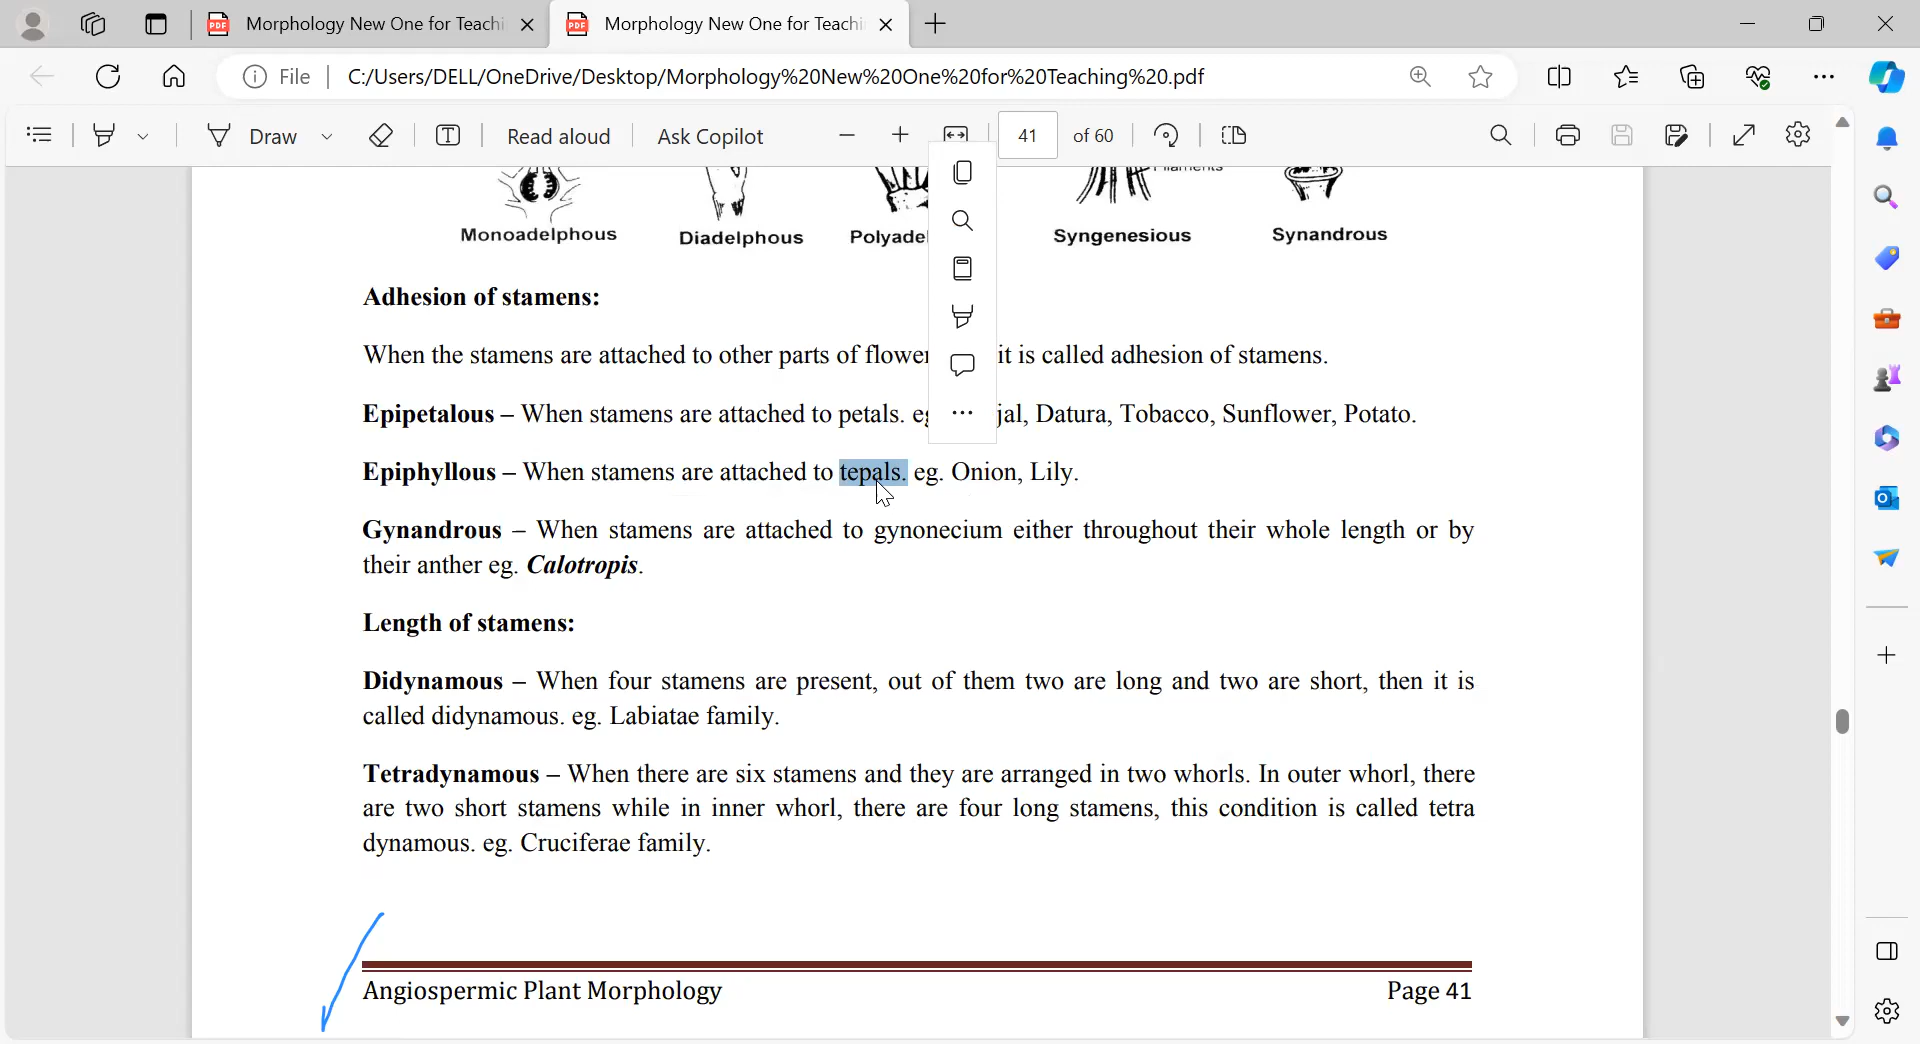 Morphology New One for Teachi
Morphology New One for Teachi
File
C:/Users/DELL/OneDrive/Desktop/Morphology%20New%20One%20for%20Teaching%20.pdf
Draw
Read aloud
Ask Copilot
41 of 60
Filaments
Monoadelphous Diadelphous Polyadel Syngenesious Synandrous
Adhesion of stamens:
When the stamens are attached to other parts of flower it is called adhesion of stamens.
Epipetalous – When stamens are attached to petals. eg jal, Datura, Tobacco, Sunflower, Potato.
Epiphyllous – When stamens are attached to tepals. eg. Onion, Lily.
Gynandrous – When stamens are attached to gynonecium either throughout their whole length or by
their anther eg. Calotropis.
Length of stamens:
Didynamous – When four stamens are present, out of them two are long and two are short, then it is
called didynamous. eg. Labiatae family.
Tetradynamous – When there are six stamens and they are arranged in two whorls. In outer whorl, there
are two short stamens while in inner whorl, there are four long stamens, this condition is called tetra
dynamous. eg. Cruciferae family.
Angiospermic Plant Morphology Page 41